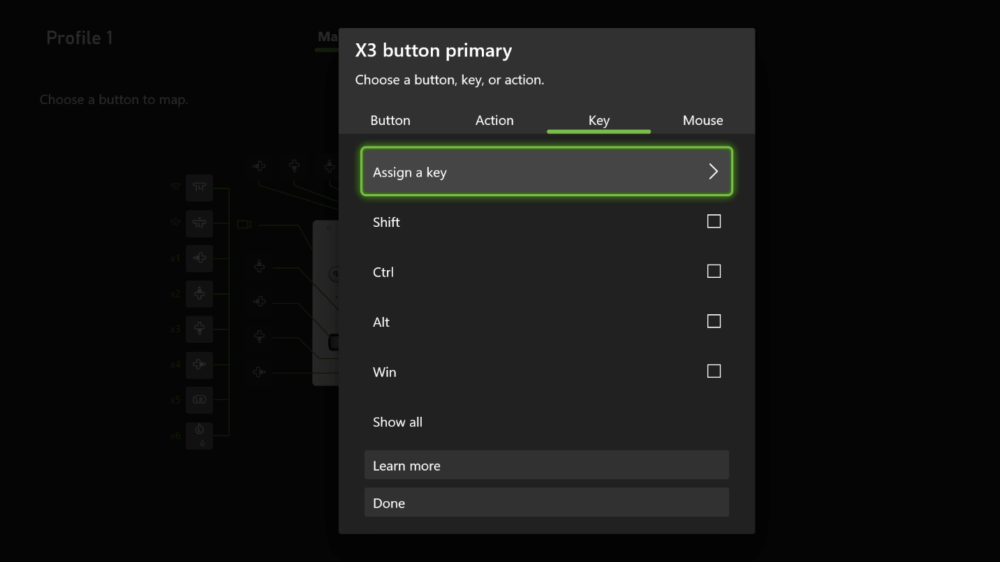 Profile 1
Ma
Choose a button to map.
x1
x2
x3
x4
x5
LB
x6
X3 button primary
Choose a button, key, or action.
Button
Action
Key
Mouse
Assign a key
Shift
Ctrl
Alt
Win
Show all
Learn more
Done